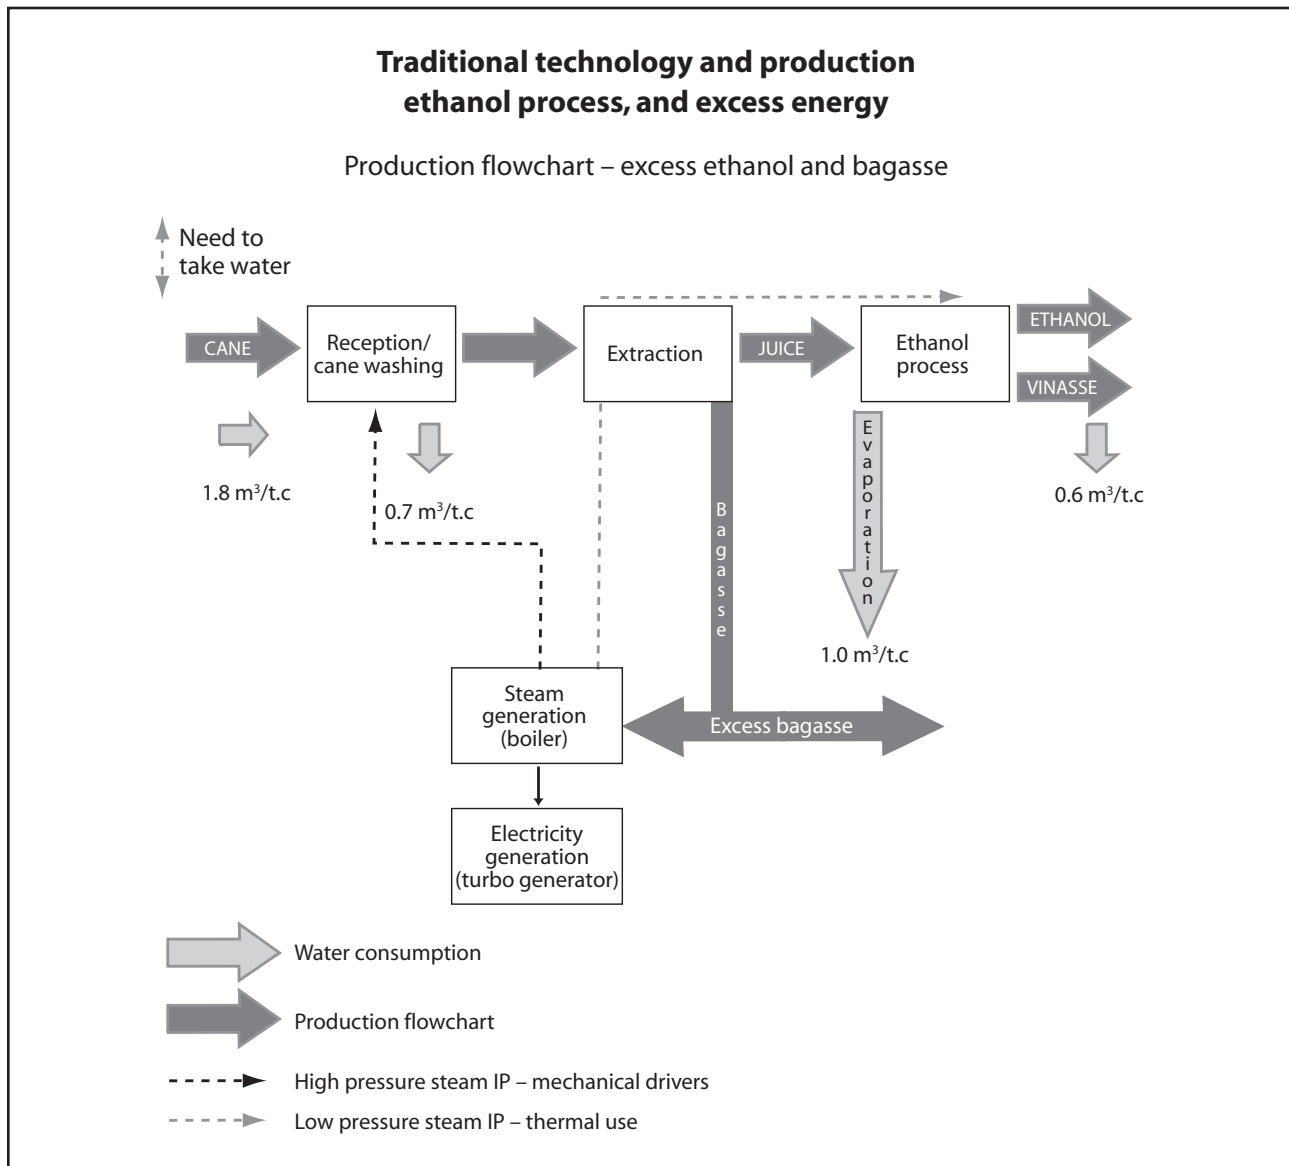 Traditional technology and production
ethanol process, and excess energy
Production flowchart – excess ethanol and bagasse
Need to
take water
CANE
Reception/
cane washing
Extraction
JUICE
Ethanol
process
ETHANOL
VINASSE
1.8 m³/t.c
0.7 m³/t.c
Bagasse
Evaporation
0.6 m³/t.c
1.0 m³/t.c
Steam
generation
(boiler)
Excess bagasse
Electricity
generation
(turbo generator)
Water consumption
Production flowchart
High pressure steam IP – mechanical drivers
Low pressure steam IP – thermal use